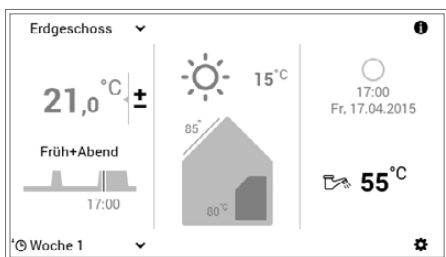 Erdgeschoss
21,0 °C ±
Früh+Abend
17:00
Woche 1
15°C
85°
80°C
17:00
Fr, 17.04.2015
55°C